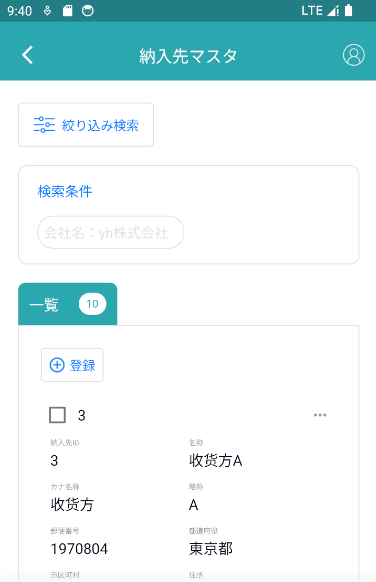 9:40 LTE
納入先マスタ
絞り込み検索
検索条件
会社名：yh株式会社
一覧 10
登録
3
納入先ID 名称
3 收货方A
カナ名称 略称
收货方 A
郵便番号 都道府県
1970804 東京都
市区町村 住所